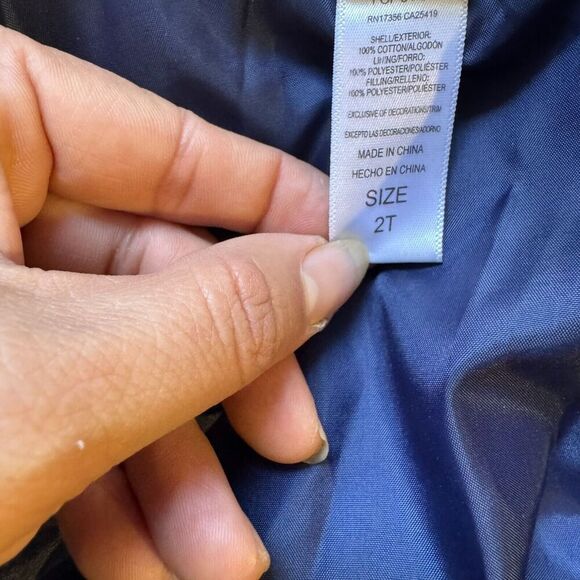 RN17356 CA25419
SHELL/EXTERIOR:
100% COTTON/ALGODÓN
LINING/FORRO:
100% POLYESTER/POLIÉSTER
FILLING/RELLENO:
100% POLYESTER/POLIÉSTER
EXCLUSIVE OF DECORATIONS/TRIM
EXCEPTO LAS DECORACIONES/ADORNO
MADE IN CHINA
HECHO EN CHINA
SIZE
2T